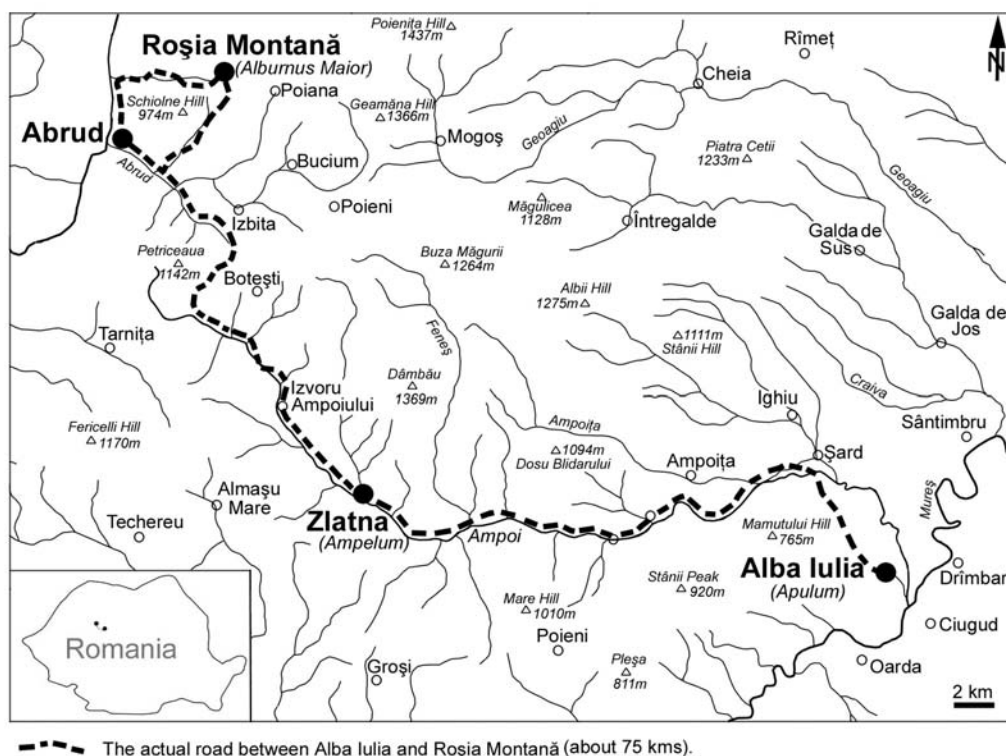 Poieniţa Hill
1437m
N
Roşia Montană
(Alburnus Maior)
Rîmeţ
Cheia
Schiolne Hill
974m
Poiana
Geamăna Hill
1366m
Abrud
Mogoş
Geoagiu
Piatra Cetii
1233m
Abrud
Bucium
Geoagiu
Izbita
Poieni
Măgulicea
1128m
Întregalde
Galda de
Sus
Petriceaua
1142m
Buza Măgurii
1264m
Boteşti
Albii Hill
1275m
Galda de
Jos
Tarniţa
Feneş
1111m
Stânii Hill
Dâmbău
1369m
Craiva
Izvoru
Ampoiului
Ighiu
Sântimbru
Fericelli Hill
1170m
Ampoiţa
1094m
Dosu Blidarului
Ampoiţa
Şard
Almaşu
Mare
Mureş
Techereu
Zlatna
(Ampelum)
Ampoi
Mamutului Hill
765m
Alba Iulia
(Apulum)
Drîmbar
Stânii Peak
920m
Mare Hill
1010m
Poieni
Ciugud
Romania
Groşi
Pleşa
811m
Oarda
2 km
The actual road between Alba Iulia and Roşia Montană (about 75 kms).